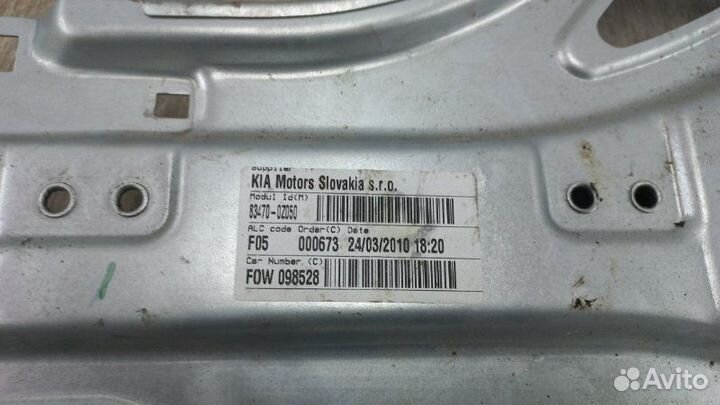 Supplier
KIA Motors Slovakia s.r.o.
Modul Id(M)
83470-0Z050
ALC code Order(C) Date
F05 000673 24/03/2010 18:20
Car Number (C)
FOW 098528
Avito